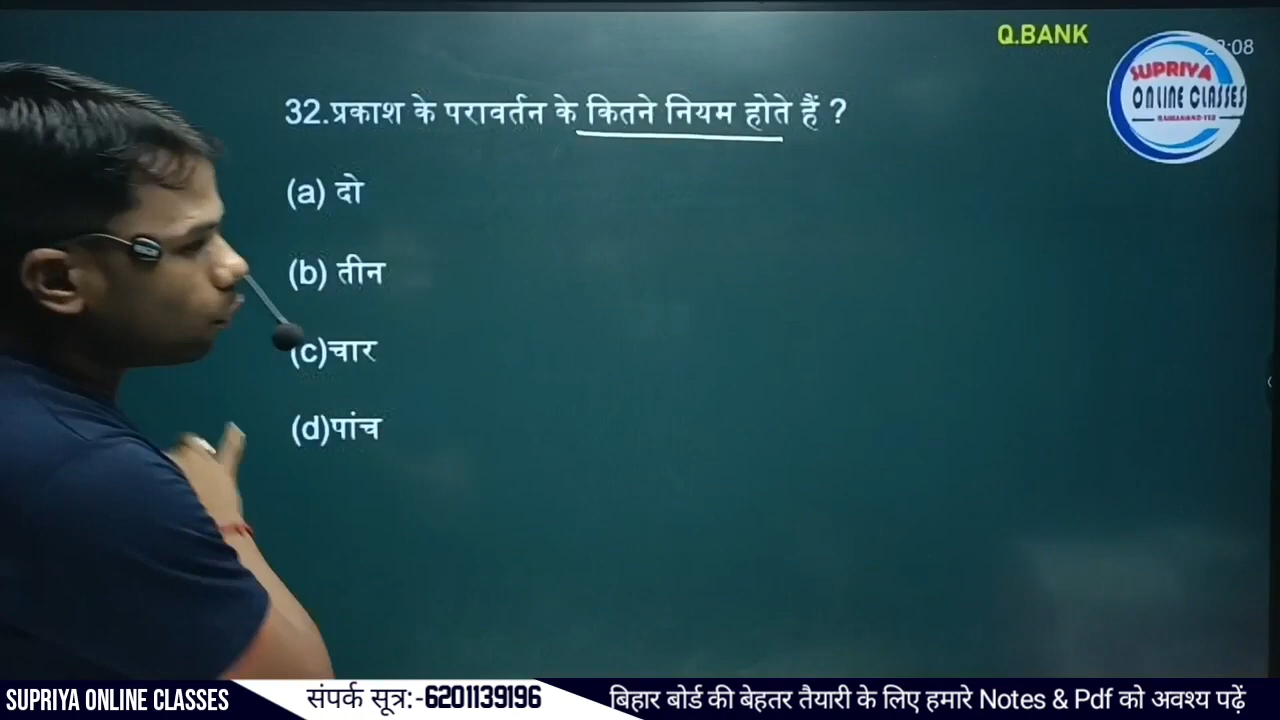 Q.BANK
SUPRIYA
ONLINE CLASSES
32.प्रकाश के परावर्तन के कितने नियम होते हैं ?
(a) दो
(b) तीन
(c)चार
(d)पांच
SUPRIYA ONLINE CLASSES
संपर्क सूत्र:-6201139196
बिहार बोर्ड की बेहतर तैयारी के लिए हमारे Notes & Pdf को अवश्य पढ़ें